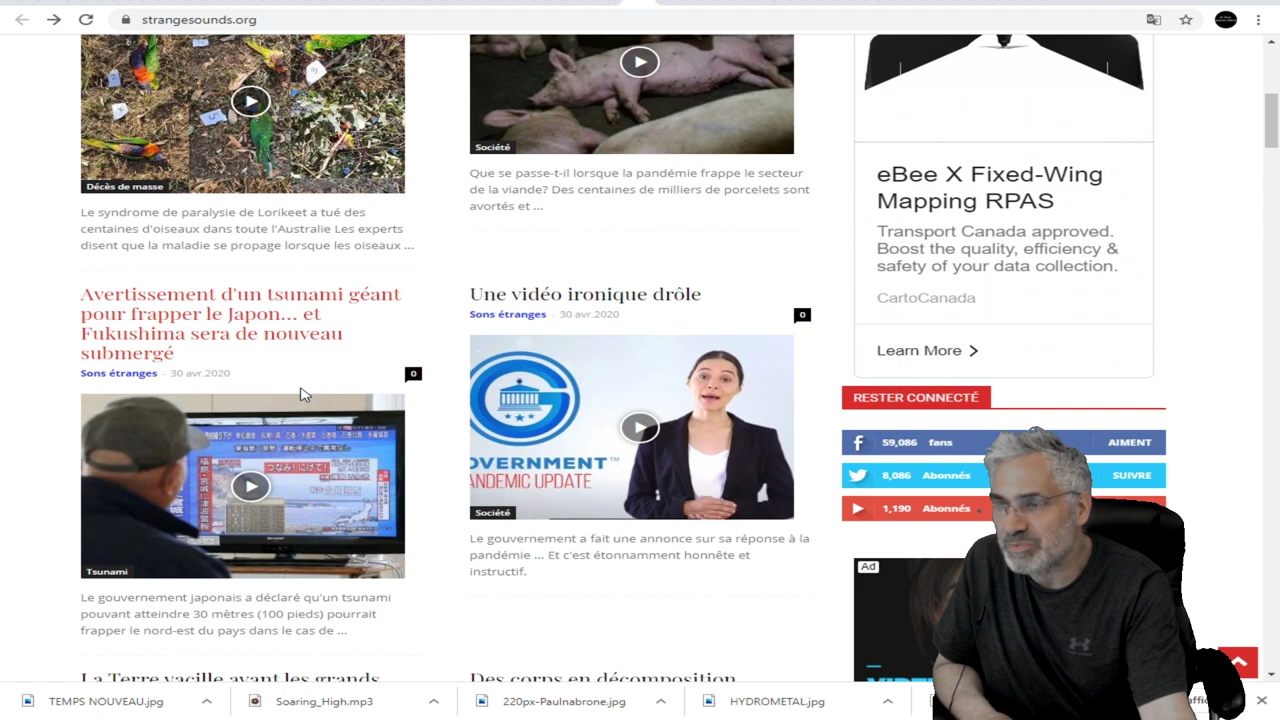 strangesounds.org
Décès de masse
Le syndrome de paralysie de Lorikeet a tué des
centaines d'oiseaux dans toute l'Australie Les experts
disent que la maladie se propage lorsque les oiseaux ...
Société
Que se passe-t-il lorsque la pandémie frappe le secteur
de la viande? Des centaines de milliers de porcelets sont
avortés et ...
Avertissement d'un tsunami géant
pour frapper le Japon... et
Fukushima sera de nouveau
submergé
Sons étranges - 30 avr.2020
0
Tsunami
Le gouvernement japonais a déclaré qu'un tsunami
pouvant atteindre 30 mètres (100 pieds) pourrait
frapper le nord-est du pays dans le cas de ...
La Terre vacille avant les grands
Une vidéo ironique drôle
Sons étranges - 30 avr.2020
0
OVERNMENT™
ANDEMIC UPDATE
Société
Le gouvernement a fait une annonce sur sa réponse à la
pandémie ... Et c'est étonnamment honnête et
instructif.
Des corps en décomposition
eBee X Fixed-Wing
Mapping RPAS
Transport Canada approved.
Boost the quality, efficiency &
safety of your data collection.
CartoCanada
Learn More
RESTER CONNECTÉ
59,086 fans AIMENT
8,086 Abonnés SUIVRE
1,190 Abonnés
Ad
TEMPS NOUVEAU.jpg
Soaring_High.mp3
220px-Paulnabrone.jpg
HYDROMETAL.jpg